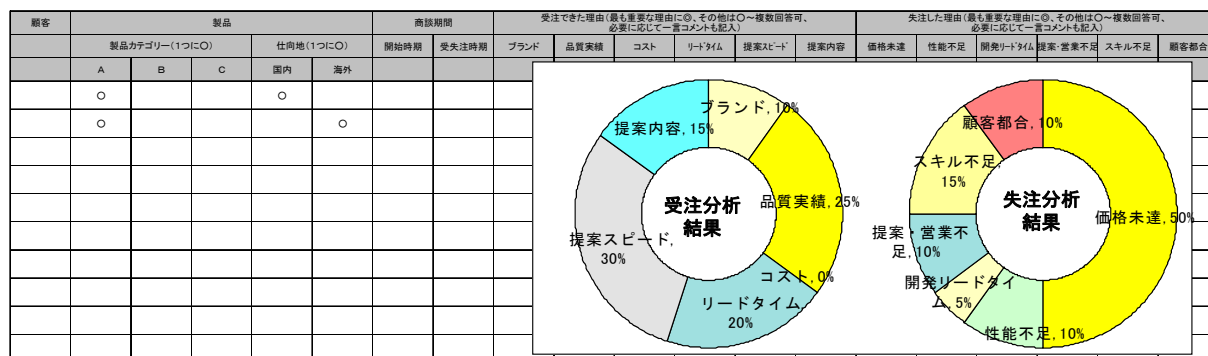 顧客
製品
商談期間
受注できた理由(最も重要な理由に◎、その他は〇~複数回答可、
必要に応じて一言コメントも記入)
失注した理由(最も重要な理由に◎、その他は〇~複数回答可、
必要に応じて一言コメントも記入)
製品カテゴリー(1つに〇)
仕向地(1つに〇)
開始時期
受失注時期
ブランド
品質実績
コスト
リードタイム
提案スピード
提案内容
価格未達
性能不足
開発リードタイム
提案・営業不足
スキル不足
顧客都合
A
B
C
国内
海外
〇
〇
〇
〇
ブランド, 10%
提案内容, 15%
品質実績, 25%
受注分析
結果
提案スピード,
30%
コスト, 0%
リードタイム,
20%
顧客都合, 10%
スキル不足,
15%
価格未達, 50%
失注分析
結果
提案・営業不
足, 10%
開発リードタイ
ム, 5%
性能不足, 10%